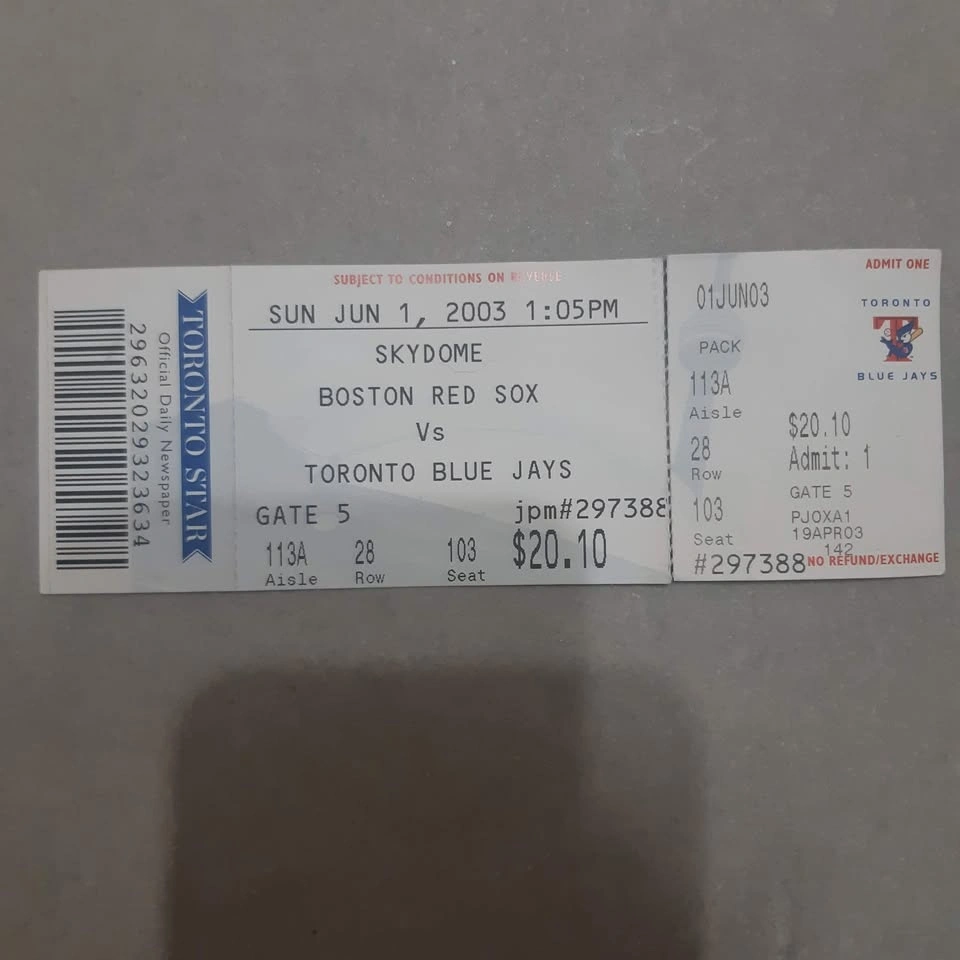 TORONTO STAR
Official Daily Newspaper
29632029323634
SUBJECT TO CONDITIONS ON REVERSE
SUN JUN 1, 2003 1:05PM
SKYDOME
BOSTON RED SOX
Vs
TORONTO BLUE JAYS
GATE 5 jpm#297388
113A 28 103 $20.10
Aisle Row Seat
ADMIT ONE
01JUN03
TORONTO
BLUE JAYS
PACK
113A
Aisle
$20.10
28
Row
Admit: 1
GATE 5
103
Seat
PJOXA1
19APR03
142
#297388
NO REFUND/EXCHANGE